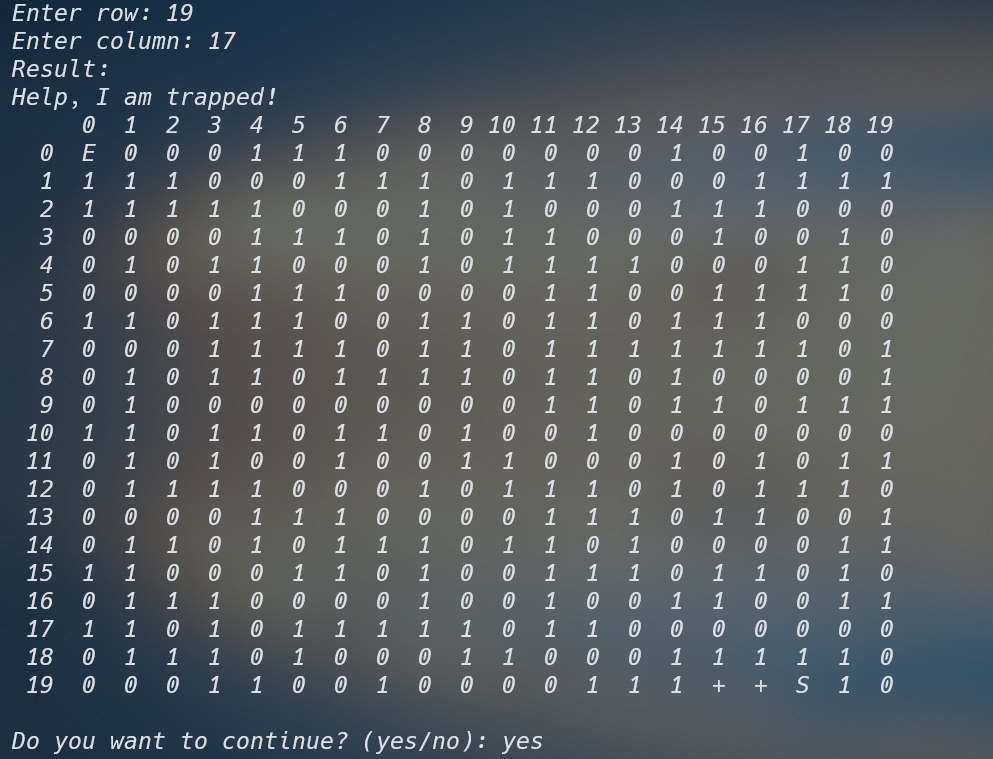 Enter row: 19
Enter column: 17
Result:
Help, I am trapped!
0 1 2 3 4 5 6 7 8 9 10 11 12 13 14 15 16 17 18 19
0 E 0 0 0 1 1 1 0 0 0 0 0 0 0 1 0 0 1 0 0
1 1 1 1 0 0 0 1 1 1 0 1 1 1 0 0 0 1 1 1 1
2 1 1 1 1 1 0 0 0 1 0 1 0 0 0 1 1 1 0 0 0
3 0 0 0 0 1 1 1 0 1 0 1 1 0 0 0 1 0 0 1 0
4 0 1 0 1 1 0 0 0 1 0 1 1 1 1 0 0 0 1 1 0
5 0 0 0 0 1 1 1 0 0 0 0 1 1 0 0 1 1 1 1 0
6 1 1 0 1 1 1 0 0 1 1 0 1 1 0 1 1 1 0 0 0
7 0 0 0 1 1 1 1 0 1 1 0 1 1 1 1 1 1 1 0 1
8 0 1 0 1 1 0 1 1 1 1 0 1 1 0 1 0 0 0 0 1
9 0 1 0 0 0 0 0 0 0 0 0 1 1 0 1 1 0 1 1 1
10 1 1 0 1 1 0 1 1 0 1 0 0 1 0 0 0 0 0 0 0
11 0 1 0 1 0 0 1 0 0 1 1 0 0 0 1 0 1 0 1 1
12 0 1 1 1 1 0 0 0 1 0 1 1 1 0 1 0 1 1 1 0
13 0 0 0 0 1 1 1 0 0 0 0 1 1 1 0 1 1 0 0 1
14 0 1 1 0 1 0 1 1 1 0 1 1 0 1 0 0 0 0 1 1
15 1 1 0 0 0 1 1 0 1 0 0 1 1 1 0 1 1 0 1 0
16 0 1 1 1 0 0 0 0 1 0 0 1 0 0 1 1 0 0 1 1
17 1 1 0 1 0 1 1 1 1 1 0 1 1 0 0 0 0 0 0 0
18 0 1 1 1 0 1 0 0 0 1 1 0 0 0 1 1 1 1 1 0
19 0 0 0 1 1 0 0 1 0 0 0 0 1 1 1 + + S 1 0
Do you want to continue? (yes/no): yes